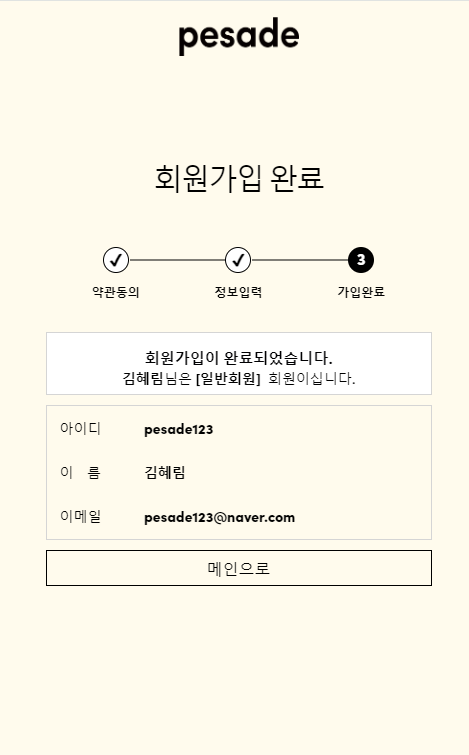 pesade
회원가입 완료
3
약관동의 정보입력 가입완료
회원가입이 완료되었습니다.
김혜림님은 [일반회원] 회원이십니다.
아이디 pesade123
이 름 김혜림
이메일 pesade123@naver.com
메인으로